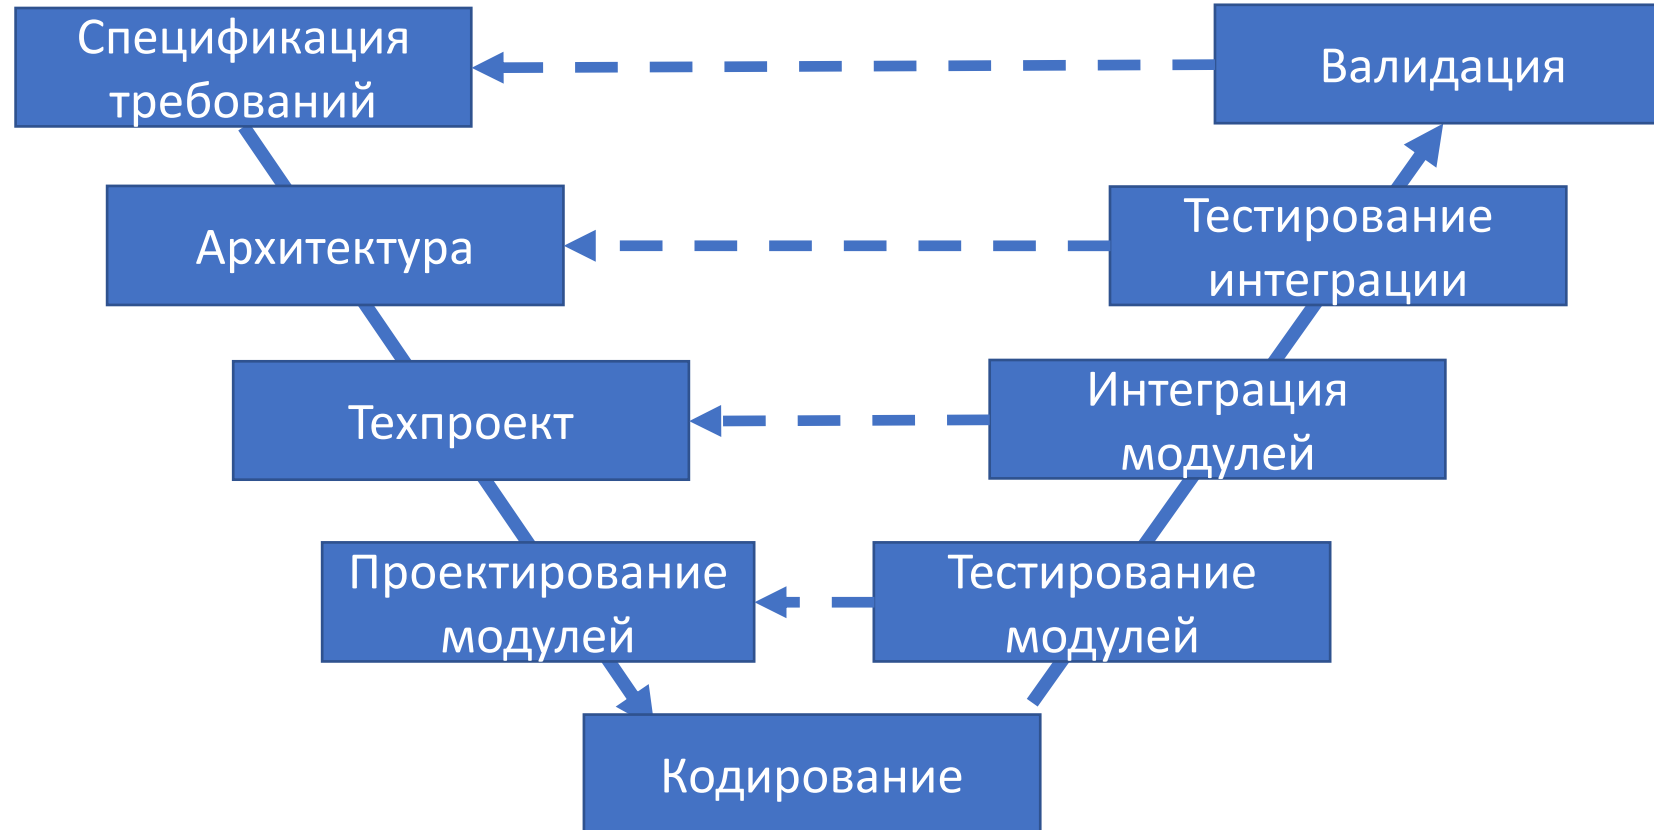 Спецификация
требований
Валидация
Архитектура
Тестирование
интеграции
Техпроект
Интеграция
модулей
Проектирование
модулей
Тестирование
модулей
Кодирование